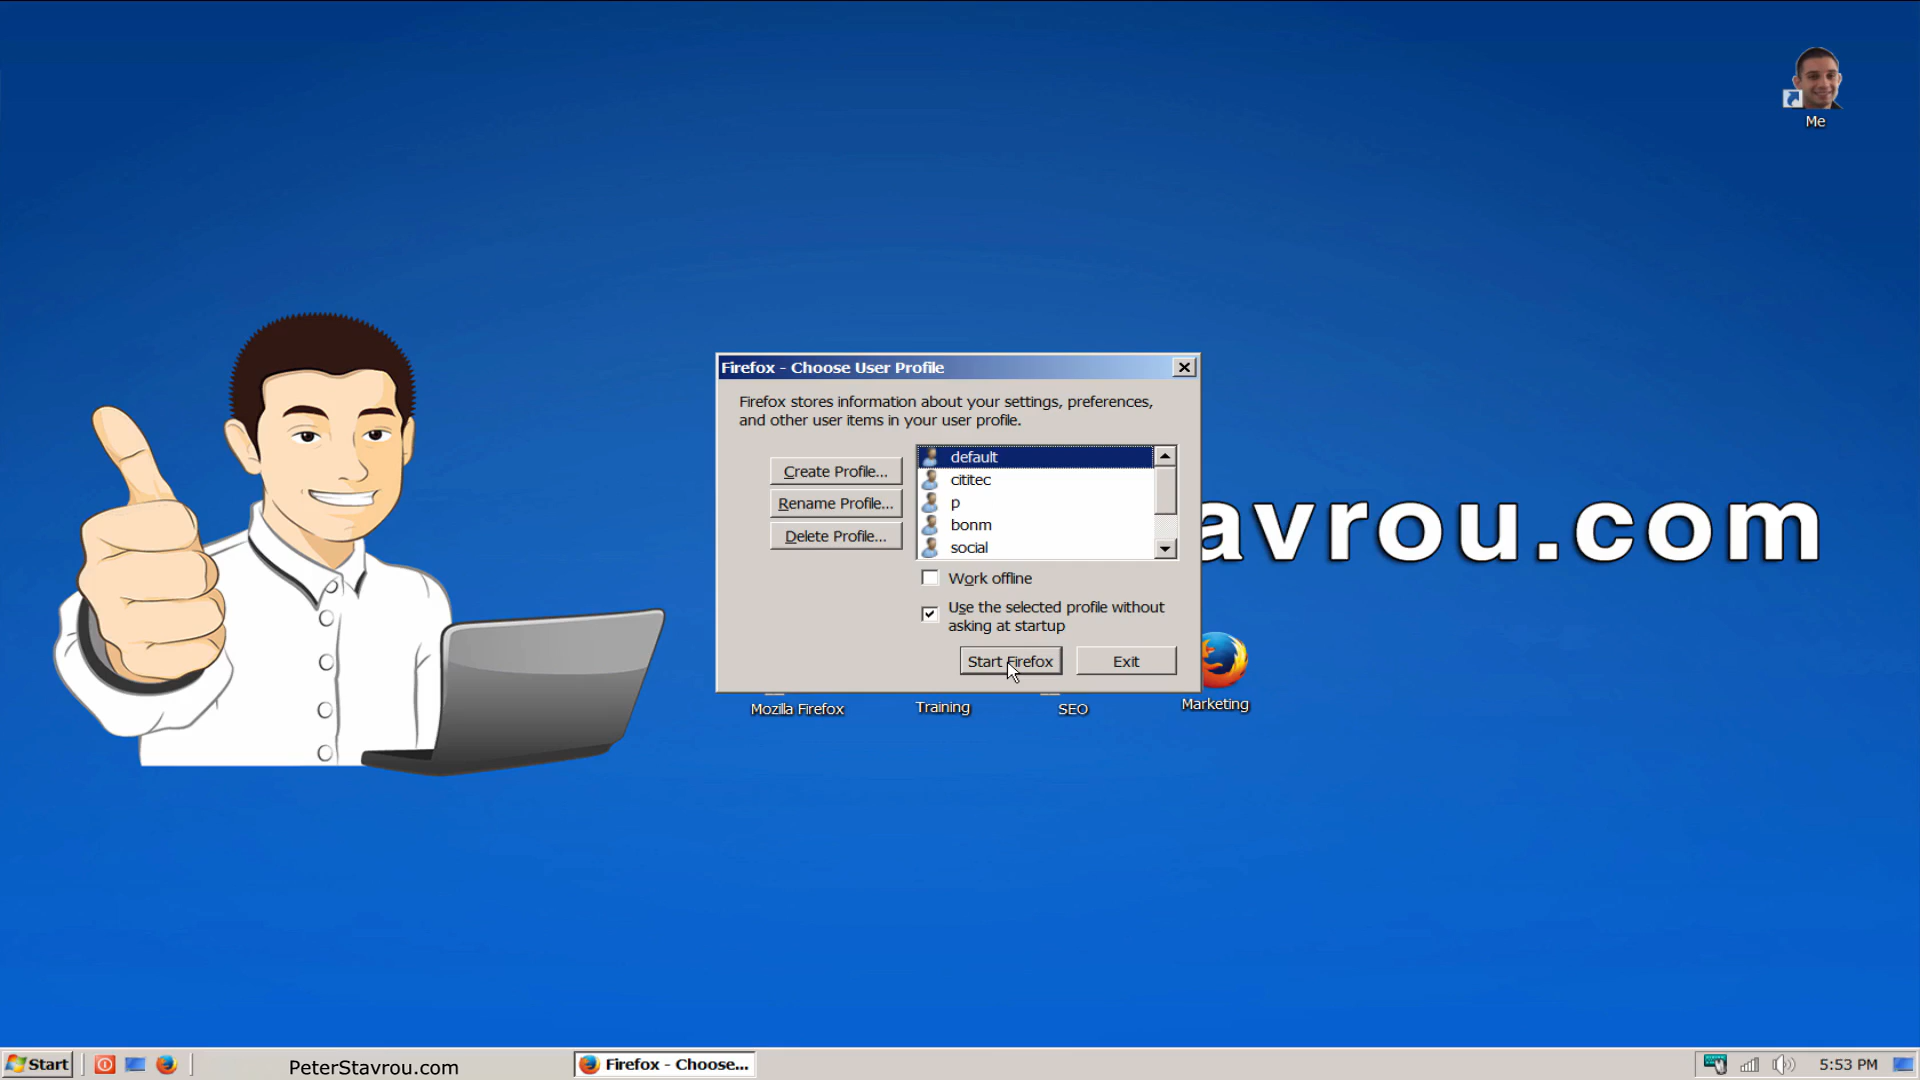 Me
Firefox - Choose User Profile
Firefox stores information about your settings, preferences,
and other user items in your user profile.
default
Create Profile...
cititec
Rename Profile...
p
bonm
Delete Profile...
social
avrou.com
Work offline
Use the selected profile without
asking at startup
Start Firefox
Exit
Mozilla Firefox
Training
SEO
Marketing
Start
PeterStavrou.com
Firefox - Choose...
5:53 PM